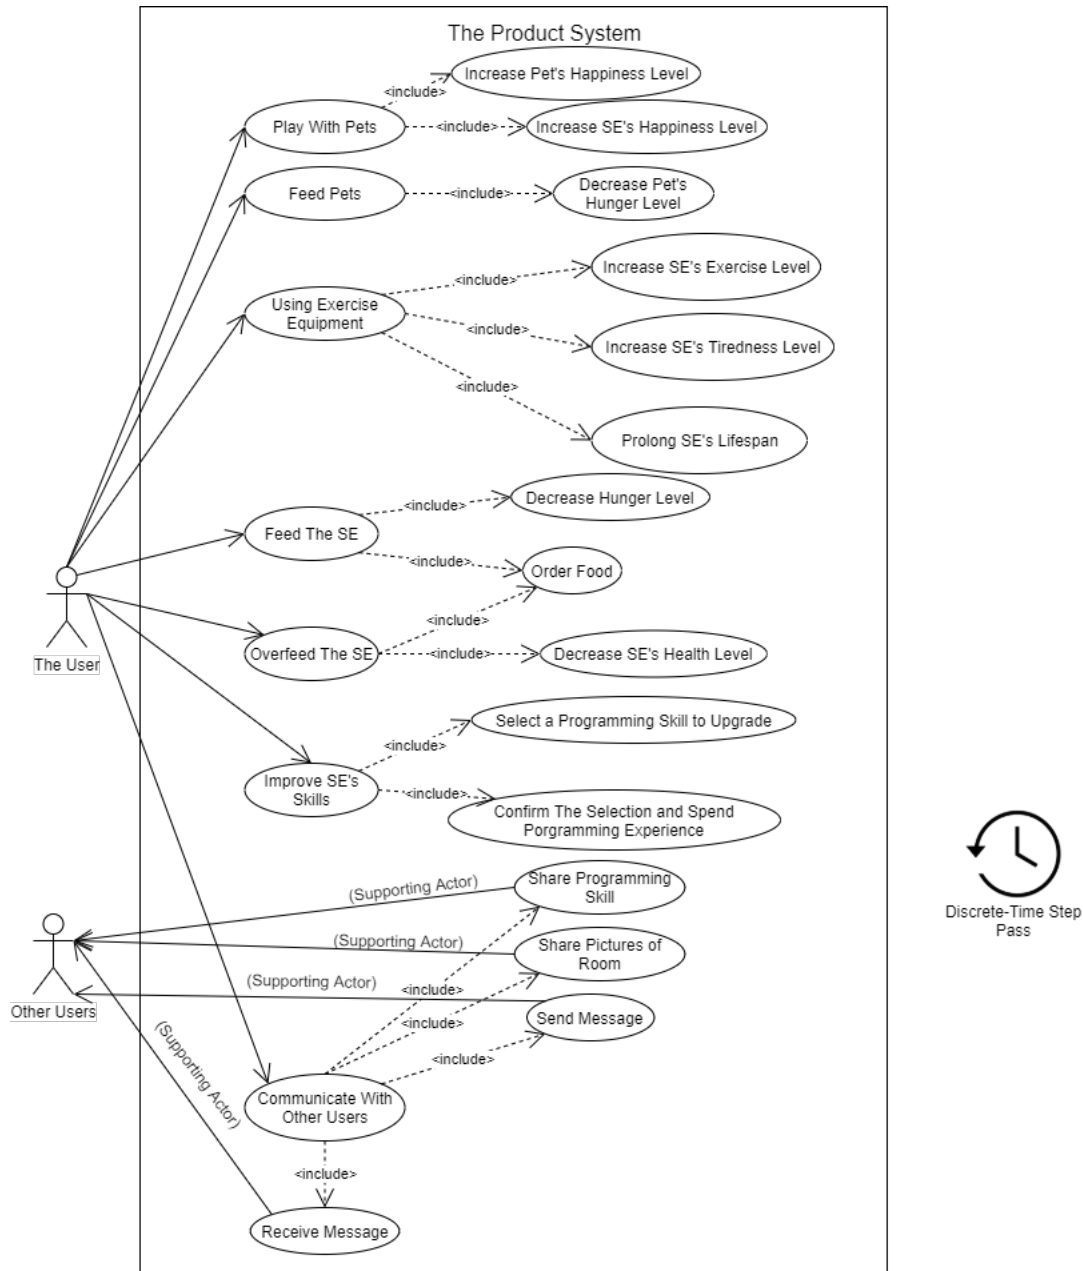 The Product System
Increase Pet's Happiness Level
<include>
Play With Pets
<include>
Increase SE's Happiness Level
Feed Pets
<include>
Decrease Pet's
Hunger Level
Increase SE's Exercise Level
<include>
Using Exercise
Equipment
<include>
Increase SE's Tiredness Level
<include>
Prolong SE's Lifespan
Decrease Hunger Level
<include>
Feed The SE
<include>
Order Food
<include>
Overfeed The SE
<include>
Decrease SE's Health Level
The User
Select a Programming Skill to Upgrade
<include>
Improve SE's
Skills
<include>
Confirm The Selection and Spend
Porgramming Experience
Share Programming
Skill
(Supporting Actor)
Discrete-Time Step
Pass
(Supporting Actor)
Share Pictures of
Room
(Supporting Actor)
<include>
Other Users
Send Message
<include>
(Supporting Actor)
<include>
Communicate With
Other Users
<include>
Receive Message